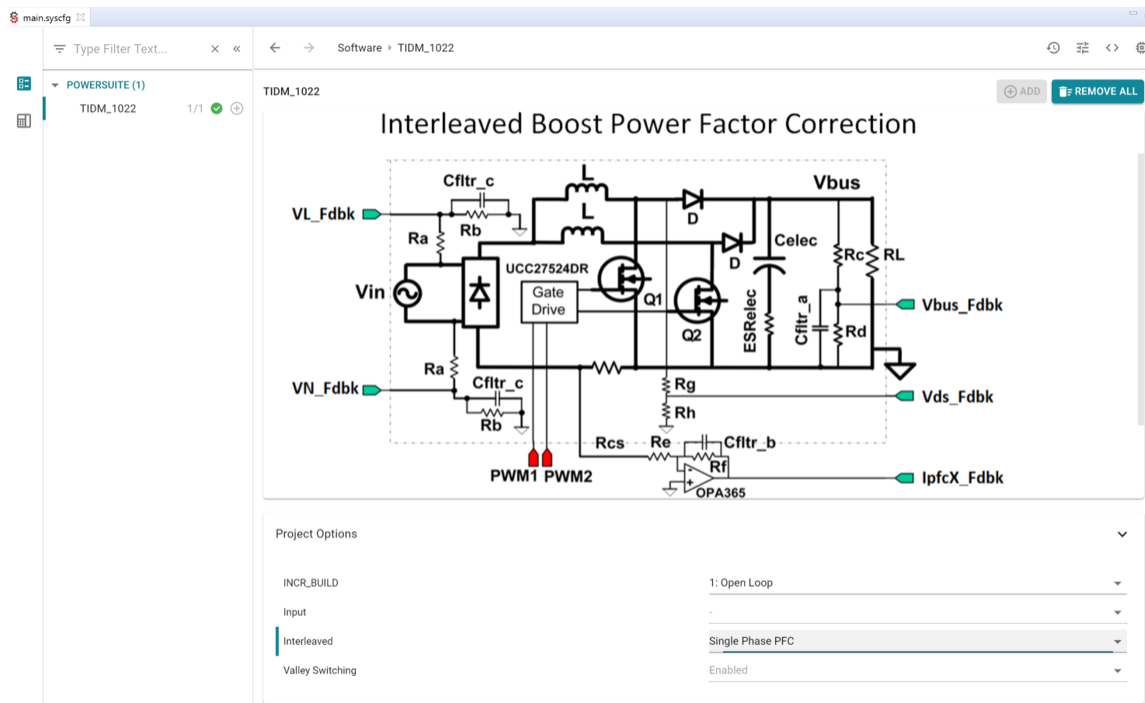 main.syscfg
Type Filter Text...
Software TIDM_1022
POWERSUITE (1)
TIDM_1022 1/1
TIDM_1022
ADD
REMOVE ALL
Interleaved Boost Power Factor Correction
Cfltr_c
L
Vbus
VL_Fdbk
Rb
L
D
Ra
Celec
Rc
RL
UCC27524DR
D
Vin
Gate
Drive
Q1
Vbus_Fdbk
Q2
ESRelec
Cfltr_a
Rd
Ra
VN_Fdbk
Cfltr_c
Rg
Vds_Fdbk
Rb
Rh
Rcs
Re
Cfltr_b
PWM1 PWM2
Rf
-
+
IpfcX_Fdbk
OPA365
Project Options
INCR_BUILD
1: Open Loop
Input
-
Interleaved
Single Phase PFC
Valley Switching
Enabled